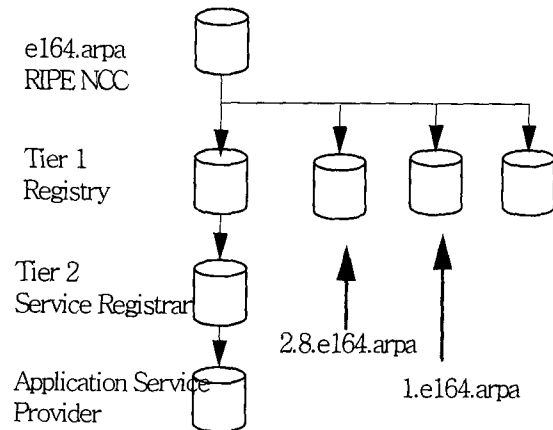 e164.arpa
RIPE NCC
Tier 1
Registry
Tier 2
Service Registrar
2.8.e164.arpa
1.e164.arpa
Application Service
Provider